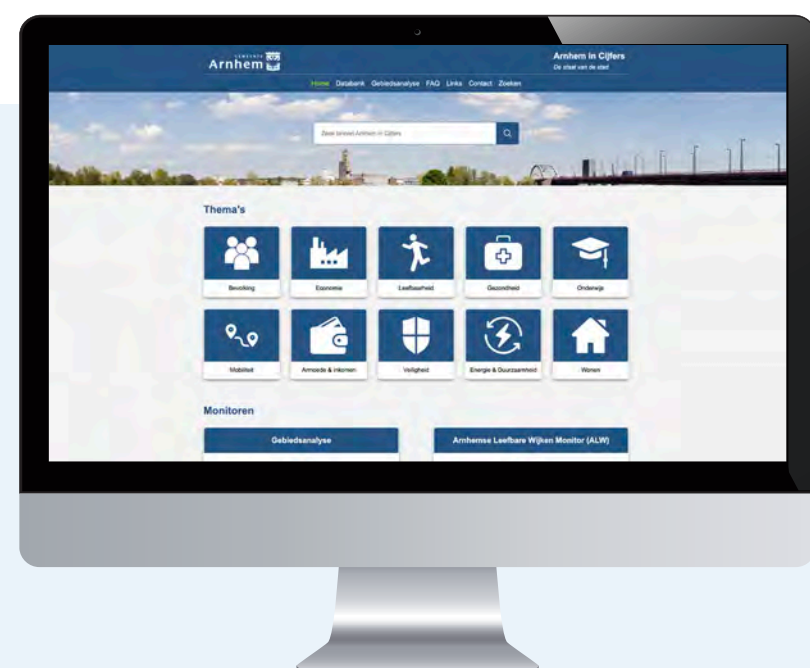 GEMEENTE
Arnhem
Arnhem in Cijfers
De staat van de stad
Home Databank Gebiedsanalyse FAQ Links Contact Zoeken
Zoek binnen Arnhem in Cijfers
Thema's
Bevolking Economie Leefbaarheid Gezondheid Onderwijs
Mobiliteit Armoede & inkomen Veiligheid Energie & Duurzaamheid Wonen
Monitoren
Gebiedsanalyse Arnhemse Leefbare Wijken Monitor (ALW)